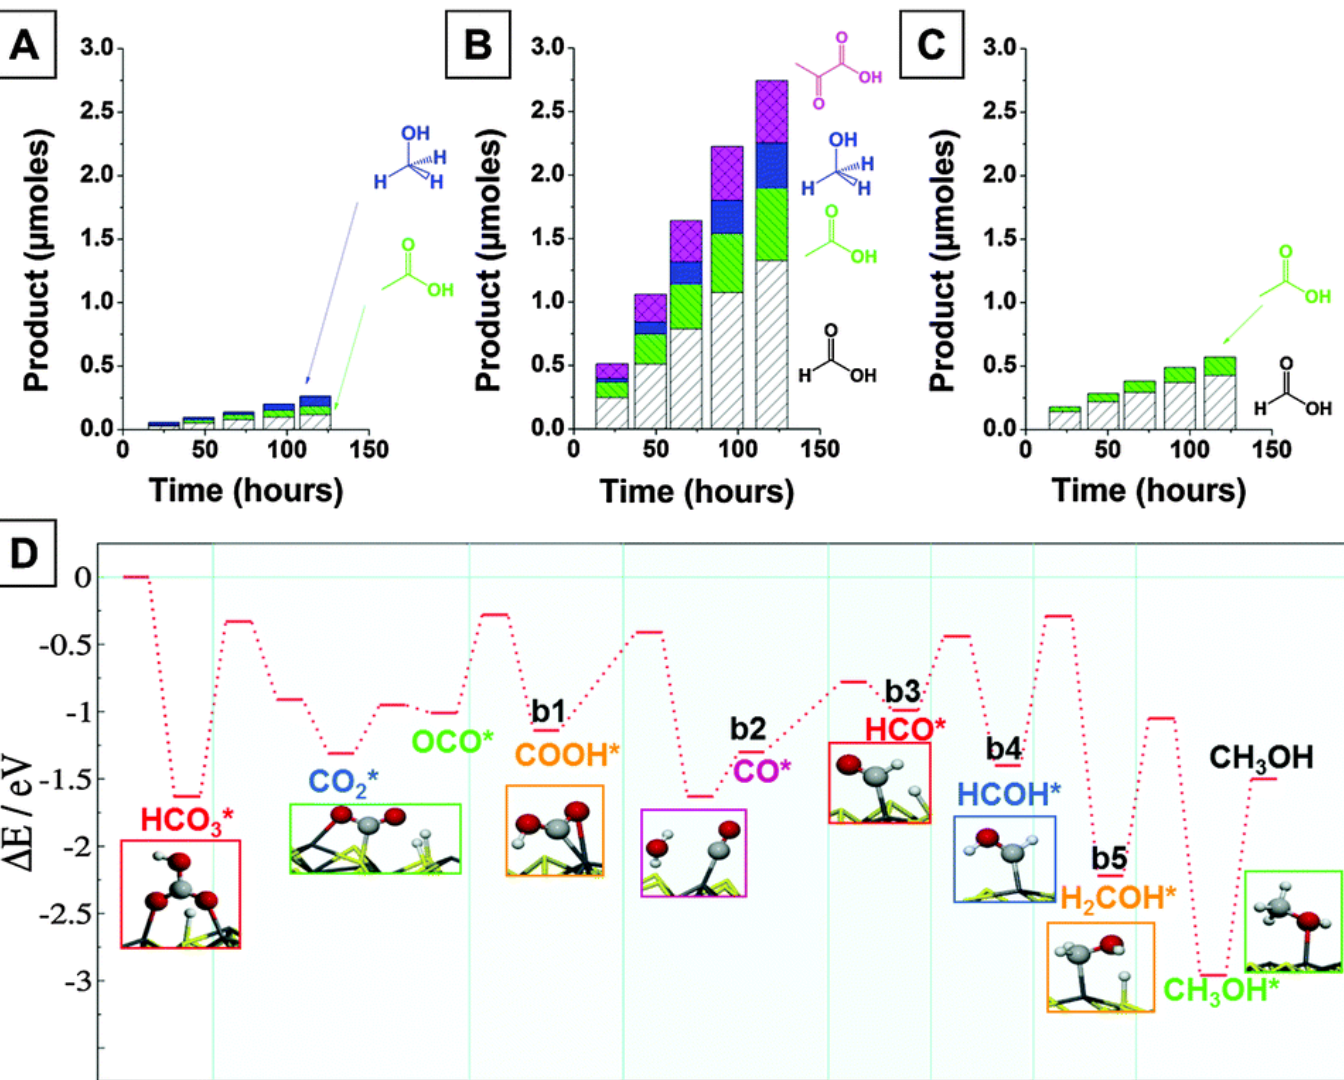 A
3.0
2.5
2.0
1.5
1.0
0.5
0.0
Product (μmoles)
0 50 100 150
Time (hours)
OH
H
H
H
O
OH
B
3.0
2.5
2.0
1.5
1.0
0.5
0.0
Product (μmoles)
0 50 100 150
Time (hours)
O
OH
O
OH
H
H
H
O
OH
O
H
OH
C
3.0
2.5
2.0
1.5
1.0
0.5
0.0
Product (μmoles)
0 50 100 150
Time (hours)
O
OH
O
H
OH
D
0
-0.5
-1
-1.5
-2
-2.5
-3
ΔE / eV
HCO₃*
CO₂*
OCO*
b1
COOH*
b2
CO*
b3
HCO*
b4
HCOH*
b5
H₂COH*
CH₃OH*
CH₃OH